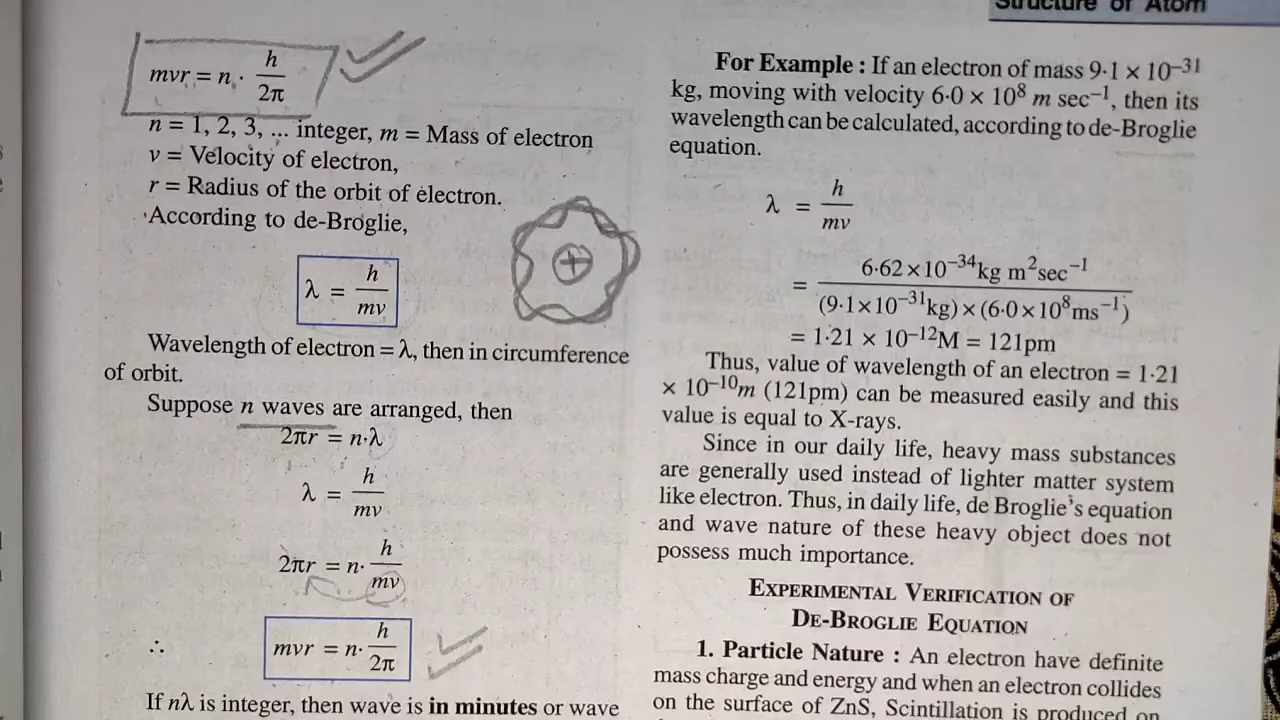 Structure of Atom
mvr = n · h/2π
n = 1, 2, 3, ... integer, m = Mass of electron
v = Velocity of electron,
r = Radius of the orbit of electron.
According to de-Broglie,
λ = h/mv
+
Wavelength of electron = λ, then in circumference
of orbit.
Suppose n waves are arranged, then
2πr = n·λ
λ = h/mv
2πr = n· h/mv
∴ mvr = n· h/2π
If nλ is integer, then wave is in minutes or wave
For Example : If an electron of mass 9·1 × 10⁻³¹
kg, moving with velocity 6·0 × 10⁸ m sec⁻¹, then its
wavelength can be calculated, according to de-Broglie
equation.
λ = h/mv
= 6·62×10⁻³⁴kg m²sec⁻¹/(9·1×10⁻³¹kg)×(6·0×10⁸ms⁻¹)
= 1·21 × 10⁻¹²M = 121pm
Thus, value of wavelength of an electron = 1·21
× 10⁻¹⁰m (121pm) can be measured easily and this
value is equal to X-rays.
Since in our daily life, heavy mass substances
are generally used instead of lighter matter system
like electron. Thus, in daily life, de Broglie's equation
and wave nature of these heavy object does not
possess much importance.
EXPERIMENTAL VERIFICATION OF
DE-BROGLIE EQUATION
1. Particle Nature : An electron have definite
mass charge and energy and when an electron collides
on the surface of ZnS, Scintillation is produced on